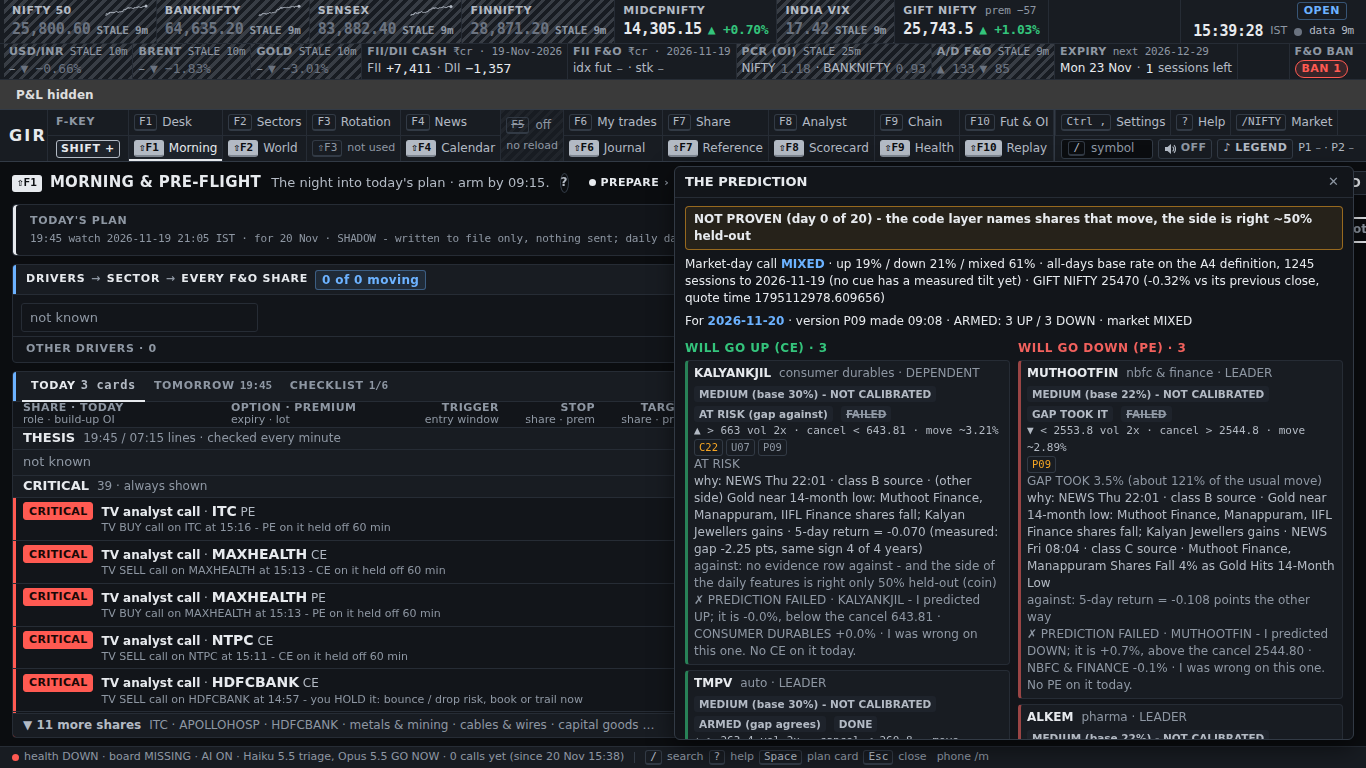 NIFTY 50
25,800.60 STALE 9m
BANKNIFTY
64,635.20 STALE 9m
SENSEX
83,882.40 STALE 9m
FINNIFTY
28,871.20 STALE 9m
MIDCPNIFTY
14,305.15 ▲ +0.70%
INDIA VIX
17.42 STALE 9m
GIFT NIFTY prem −57
25,743.5 ▲ +1.03%
OPEN
15:39:28 IST ● data 9m
USD/INR STALE 10m
– ▼ −0.66%
BRENT STALE 10m
– ▼ −1.83%
GOLD STALE 10m
– ▼ −3.01%
FII/DII CASH ₹cr · 19-Nov-2026
FII +7,411 · DII −1,357
FII F&O ₹cr · 2026-11-19
idx fut – · stk –
PCR (OI) STALE 25m
NIFTY 1.18 · BANKNIFTY 0.93
A/D F&O STALE 9m
▲ 133 ▼ 85
EXPIRY next 2026-12-29
Mon 23 Nov · 1 sessions left
F&O BAN
BAN 1
P&L hidden
GIR
F-KEY
F1 Desk
F2 Sectors
F3 Rotation
F4 News
F5 off
no reload
F6 My trades
F7 Share
F8 Analyst
F9 Chain
F10 Fut & OI
Ctrl , Settings
? Help
/NIFTY Market
SHIFT +
⇧F1 Morning
⇧F2 World
⇧F3 not used
⇧F4 Calendar
⇧F6 Journal
⇧F7 Reference
⇧F8 Scorecard
⇧F9 Health
⇧F10 Replay
/ symbol
OFF
♪ LEGEND
P1 – · P2 –
⇧F1 MORNING & PRE-FLIGHT The night into today's plan · arm by 09:15. ? ● PREPARE ›
TODAY'S PLAN
19:45 watch 2026-11-19 21:05 IST · for 20 Nov · SHADOW - written to file only, nothing sent; daily da
DRIVERS → SECTOR → EVERY F&O SHARE 0 of 0 moving
not known
OTHER DRIVERS · 0
TODAY 3 cards TOMORROW 19:45 CHECKLIST 1/6
SHARE · TODAY
role · build-up OI
OPTION · PREMIUM
expiry · lot
TRIGGER
entry window
STOP
share · prem
TARG
share · pr
THESIS 19:45 / 07:15 lines · checked every minute
not known
CRITICAL 39 · always shown
CRITICAL TV analyst call · ITC PE
TV BUY call on ITC at 15:16 - PE on it held off 60 min
CRITICAL TV analyst call · MAXHEALTH CE
TV SELL call on MAXHEALTH at 15:13 - CE on it held off 60 min
CRITICAL TV analyst call · MAXHEALTH PE
TV BUY call on MAXHEALTH at 15:13 - PE on it held off 60 min
CRITICAL TV analyst call · NTPC CE
TV SELL call on NTPC at 15:11 - CE on it held off 60 min
CRITICAL TV analyst call · HDFCBANK CE
TV SELL call on HDFCBANK at 14:57 - you HOLD it: bounce / drop risk, book or trail now
▼ 11 more shares ITC · APOLLOHOSP · HDFCBANK · metals & mining · cables & wires · capital goods …
THE PREDICTION ✕
NOT PROVEN (day 0 of 20) - the code layer names shares that move, the side is right ~50%
held-out
Market-day call MIXED · up 19% / down 21% / mixed 61% · all-days base rate on the A4 definition, 1245
sessions to 2026-11-19 (no cue has a measured tilt yet) · GIFT NIFTY 25470 (-0.32% vs its previous close,
quote time 1795112978.609656)
For 2026-11-20 · version P09 made 09:08 · ARMED: 3 UP / 3 DOWN · market MIXED
WILL GO UP (CE) · 3
KALYANKJIL consumer durables · DEPENDENT
MEDIUM (base 30%) - NOT CALIBRATED
AT RISK (gap against) FAILED
▲ > 663 vol 2x · cancel < 643.81 · move ~3.21%
C22 U07 P09
AT RISK
why: NEWS Thu 22:01 · class B source · (other
side) Gold near 14-month low: Muthoot Finance,
Manappuram, IIFL Finance shares fall; Kalyan
Jewellers gains · 5-day return = -0.070 (measured:
gap -2.25 pts, same sign 4 of 4 years)
against: no evidence row against - and the side of
the daily features is right only 50% held-out (coin)
✗ PREDICTION FAILED · KALYANKJIL - I predicted
UP; it is -0.0%, below the cancel 643.81 ·
CONSUMER DURABLES +0.0% · I was wrong on
this one. No CE on it today.
TMPV auto · LEADER
MEDIUM (base 30%) - NOT CALIBRATED
ARMED (gap agrees) DONE
WILL GO DOWN (PE) · 3
MUTHOOTFIN nbfc & finance · LEADER
MEDIUM (base 22%) - NOT CALIBRATED
GAP TOOK IT FAILED
▼ < 2553.8 vol 2x · cancel > 2544.8 · move
~2.89%
P09
GAP TOOK 3.5% (about 121% of the usual move)
why: NEWS Thu 22:01 · class B source · Gold near
14-month low: Muthoot Finance, Manappuram, IIFL
Finance shares fall; Kalyan Jewellers gains · NEWS
Fri 08:04 · class C source · Muthoot Finance,
Manappuram Shares Fall 4% as Gold Hits 14-Month
Low
against: 5-day return = -0.108 points the other
way
✗ PREDICTION FAILED · MUTHOOTFIN - I predicted
DOWN; it is +0.7%, above the cancel 2544.80 ·
NBFC & FINANCE -0.1% · I was wrong on this one.
No PE on it today.
ALKEM pharma · LEADER
MEDIUM (base 22%) - NOT CALIBRATED
● health DOWN · board MISSING · AI ON · Haiku 5.5 triage, Opus 5.5 GO NOW · 0 calls yet (since 20 Nov 15:38) / search ? help Space plan card Esc close phone /m